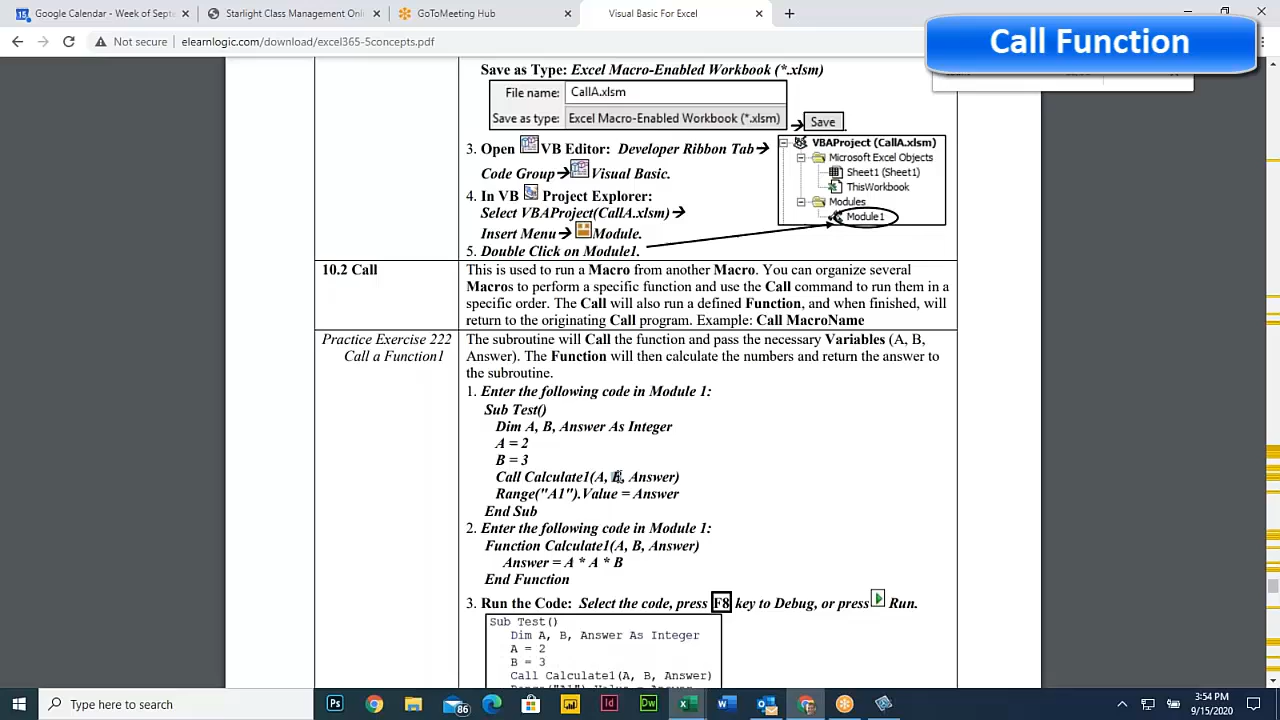 Google Calendar - Week of Septe
Starlight Class Management Onli
GoToMeeting Hub
Visual Basic For Excel
Call Function
Not secure
elearnlogic.com/download/excel365-5concepts.pdf
Save as Type: Excel Macro-Enabled Workbook (*.xlsm)
File name: CallA.xlsm
Save as type: Excel Macro-Enabled Workbook (*.xlsm) → Save .
3. Open VB Editor: Developer Ribbon Tab→
Code Group→ Visual Basic.
4. In VB Project Explorer:
Select VBAProject(CallA.xlsm)→
Insert Menu→ Module.
5. Double Click on Module1.
VBAProject (CallA.xlsm)
Microsoft Excel Objects
Sheet1 (Sheet1)
ThisWorkbook
Modules
Module1
10.2 Call
This is used to run a Macro from another Macro. You can organize several
Macros to perform a specific function and use the Call command to run them in a
specific order. The Call will also run a defined Function, and when finished, will
return to the originating Call program. Example: Call MacroName
Practice Exercise 222
Call a Function1
The subroutine will Call the function and pass the necessary Variables (A, B,
Answer). The Function will then calculate the numbers and return the answer to
the subroutine.
1. Enter the following code in Module 1:
Sub Test()
Dim A, B, Answer As Integer
A = 2
B = 3
Call Calculate1(A, B, Answer)
Range("A1").Value = Answer
End Sub
2. Enter the following code in Module 1:
Function Calculate1(A, B, Answer)
Answer = A * A * B
End Function
3. Run the Code: Select the code, press F8 key to Debug, or press Run.
Sub Test()
Dim A, B, Answer As Integer
A = 2
B = 3
Call Calculate1(A, B, Answer)
Range("A1").Value = Answer
Type here to search
Ps
86
Id
Dw
3:54 PM
9/15/2020